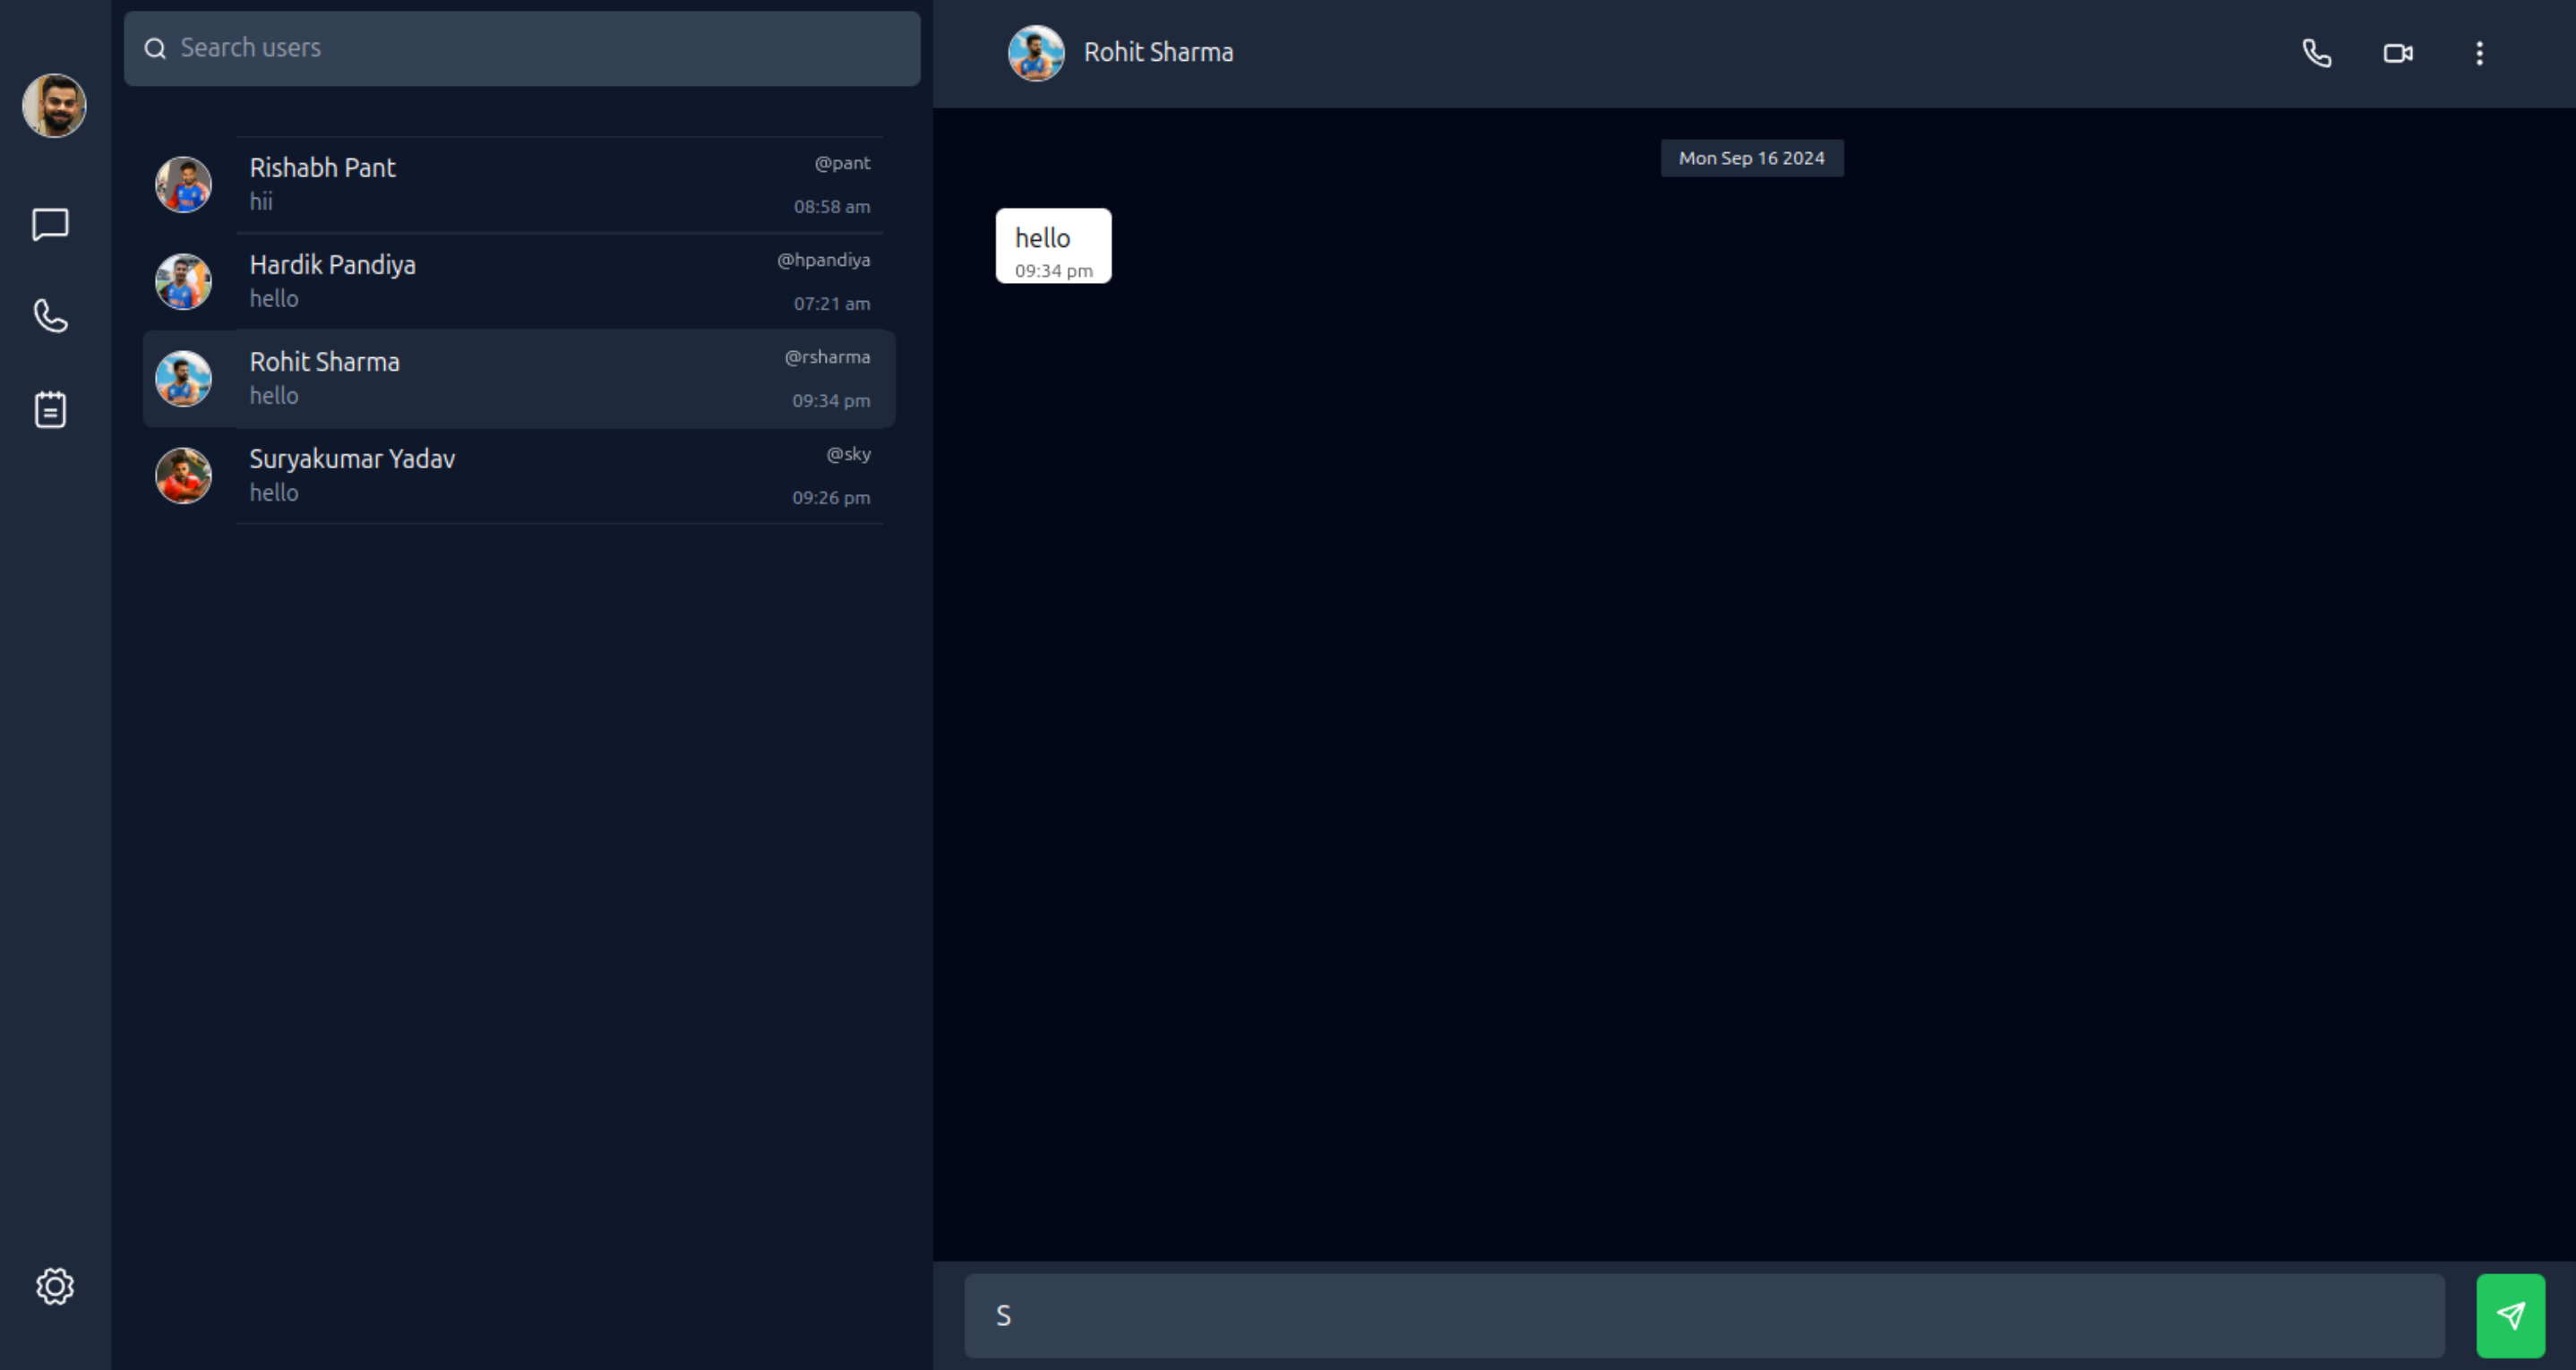 Search users
Rishabh Pant
@pant
hii
08:58 am
Hardik Pandiya
@hpandiya
hello
07:21 am
Rohit Sharma
@rsharma
hello
09:34 pm
Suryakumar Yadav
@sky
hello
09:26 pm
Rohit Sharma
Mon Sep 16 2024
hello
09:34 pm
S